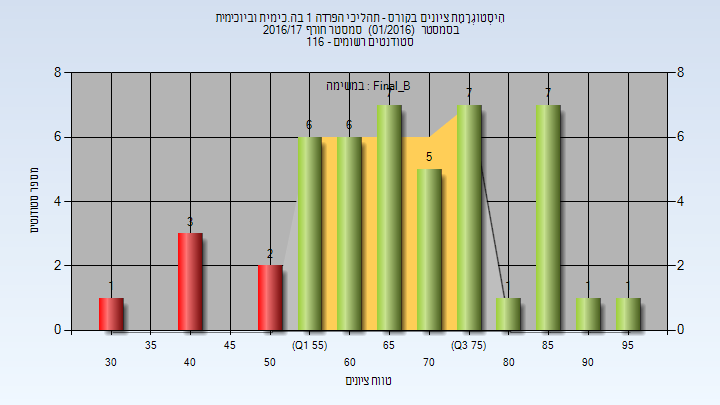 היסטוגרמת ציונים בקורס - תהליכי הפרדה 1 בה.כימית וביוכימית
בסמסטר (01/2016) סמסטר חורף 2016/17
סטודנטים רשומים - 116
במשימה : Final_B
מספר סטודנטים
8 8
6 6
4 4
2 2
0 0
1 3 2 6 6 7 5 7 1 7 1 1
35 45 (Q1 55) 65 (Q3 75) 85 95
30 40 50 60 70 80 90
טווח ציונים